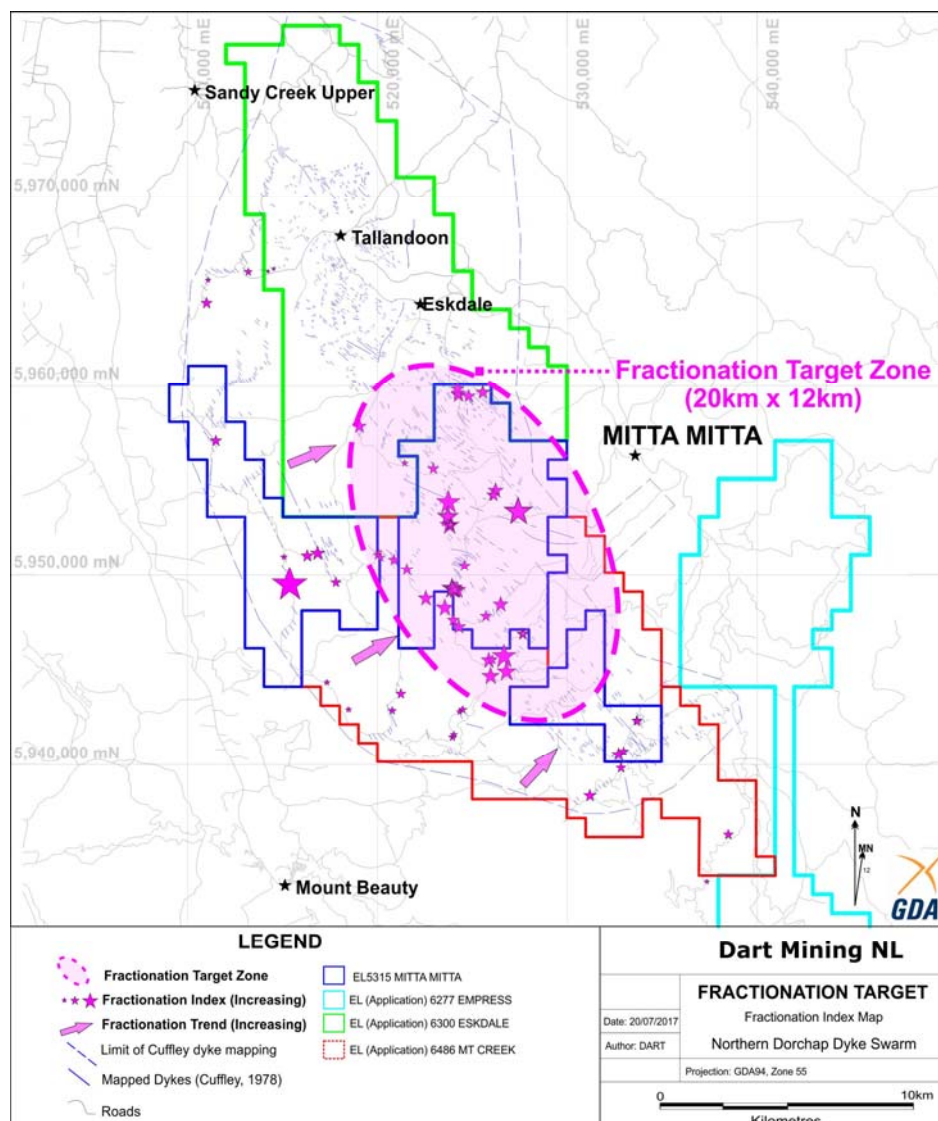 520,000 mE
530,000 mE
540,000 mE
Sandy Creek Upper
5,970,000 mN
Tallandoon
Eskdale
5,960,000 mN
Fractionation Target Zone
(20km x 12km)
MITTA MITTA
5,950,000 mN
5,940,000 mN
Mount Beauty
N
MN
12
GDA
LEGEND
Fractionation Target Zone
Fractionation Index (Increasing)
Fractionation Trend (Increasing)
Limit of Cuffley dyke mapping
Mapped Dykes (Cuffley, 1978)
Roads
EL5315 MITTA MITTA
EL (Application) 6277 EMPRESS
EL (Application) 6300 ESKDALE
EL (Application) 6486 MT CREEK
Dart Mining NL
FRACTIONATION TARGET
Date: 20/07/2017
Fractionation Index Map
Author: DART
Northern Dorchap Dyke Swarm
Projection: GDA94, Zone 55
0
10km
Kilometres